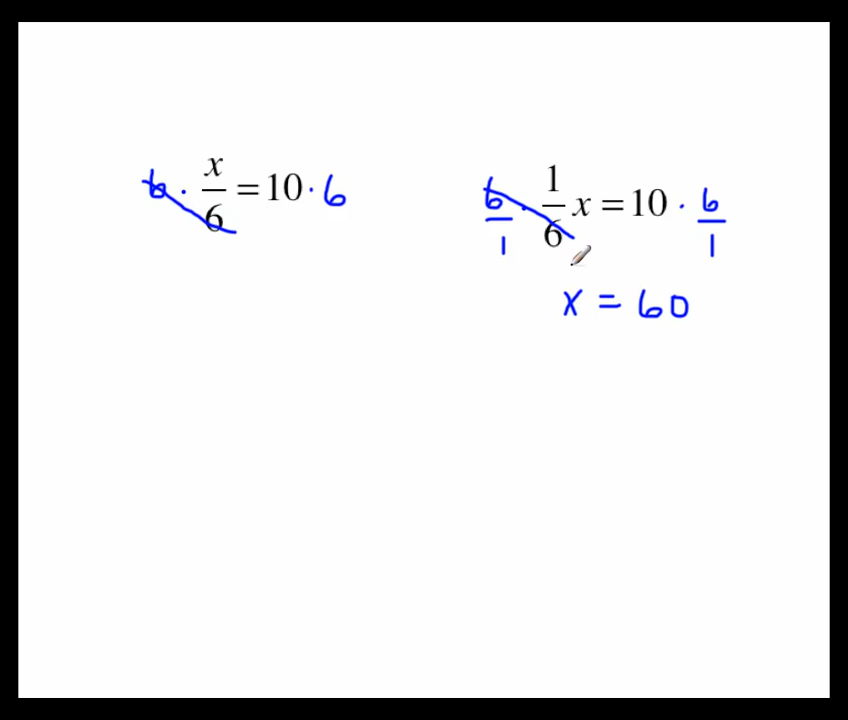 6 · x/6 = 10 · 6
6/1 · 1/6 x = 10 · 6/1
x = 60